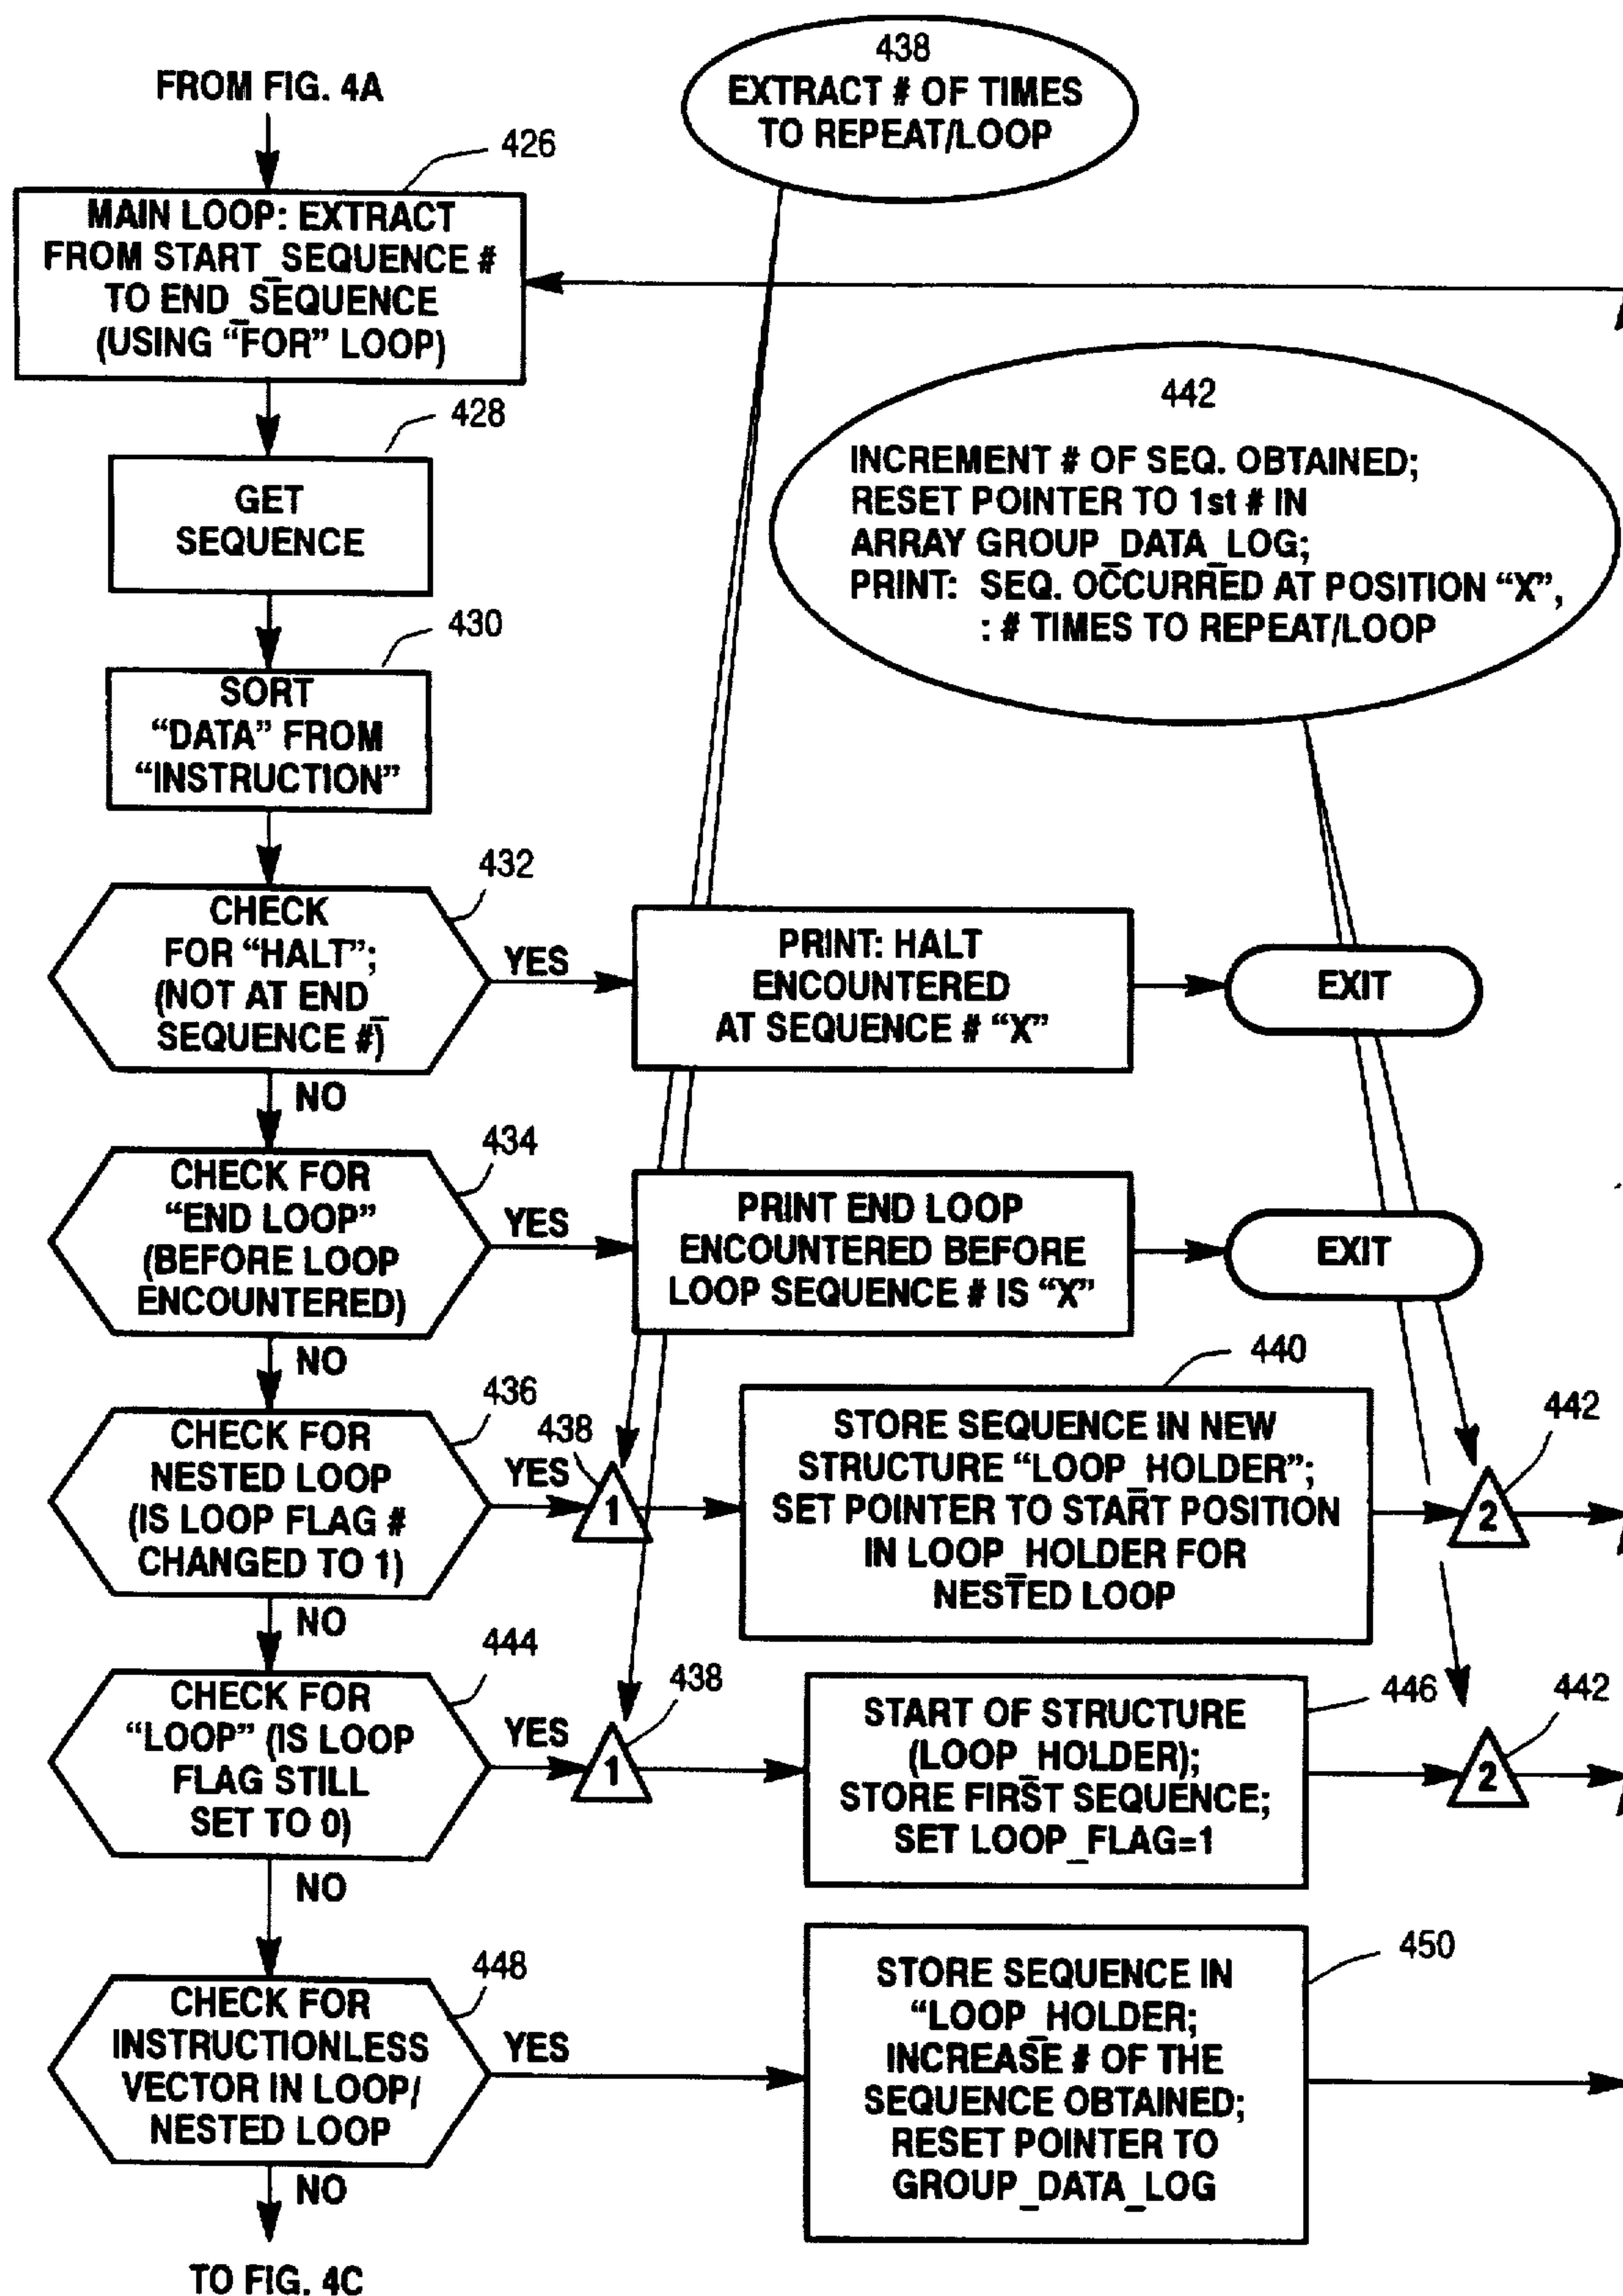 FROM FIG. 4A
438
EXTRACT # OF TIMES
TO REPEAT/LOOP
426
MAIN LOOP: EXTRACT
FROM START_SEQUENCE #
TO END_SEQUENCE
(USING “FOR” LOOP)
442
INCREMENT # OF SEQ. OBTAINED;
RESET POINTER TO 1st # IN
ARRAY GROUP_DATA_LOG;
PRINT: SEQ. OCCURRED AT POSITION “X”,
: # TIMES TO REPEAT/LOOP
428
GET
SEQUENCE
430
SORT
“DATA” FROM
“INSTRUCTION”
432
CHECK
FOR “HALT”;
(NOT AT END_
SEQUENCE #)
YES
PRINT: HALT
ENCOUNTERED
AT SEQUENCE # “X”
EXIT
NO
434
CHECK FOR
“END LOOP”
(BEFORE LOOP
ENCOUNTERED)
YES
PRINT END LOOP
ENCOUNTERED BEFORE
LOOP SEQUENCE # IS “X”
EXIT
NO
436
CHECK FOR
NESTED LOOP
(IS LOOP FLAG #
CHANGED TO 1)
YES
438
1
440
STORE SEQUENCE IN NEW
STRUCTURE “LOOP_HOLDER”;
SET POINTER TO START POSITION
IN LOOP_HOLDER FOR
NESTED LOOP
442
2
NO
444
CHECK FOR
“LOOP” (IS LOOP
FLAG STILL
SET TO 0)
YES
438
1
446
START OF STRUCTURE
(LOOP_HOLDER);
STORE FIRST SEQUENCE;
SET LOOP_FLAG=1
442
2
NO
448
CHECK FOR
INSTRUCTIONLESS
VECTOR IN LOOP/
NESTED LOOP
YES
450
STORE SEQUENCE IN
“LOOP_HOLDER;
INCREASE # OF THE
SEQUENCE OBTAINED;
RESET POINTER TO
GROUP_DATA_LOG
NO
TO FIG. 4C